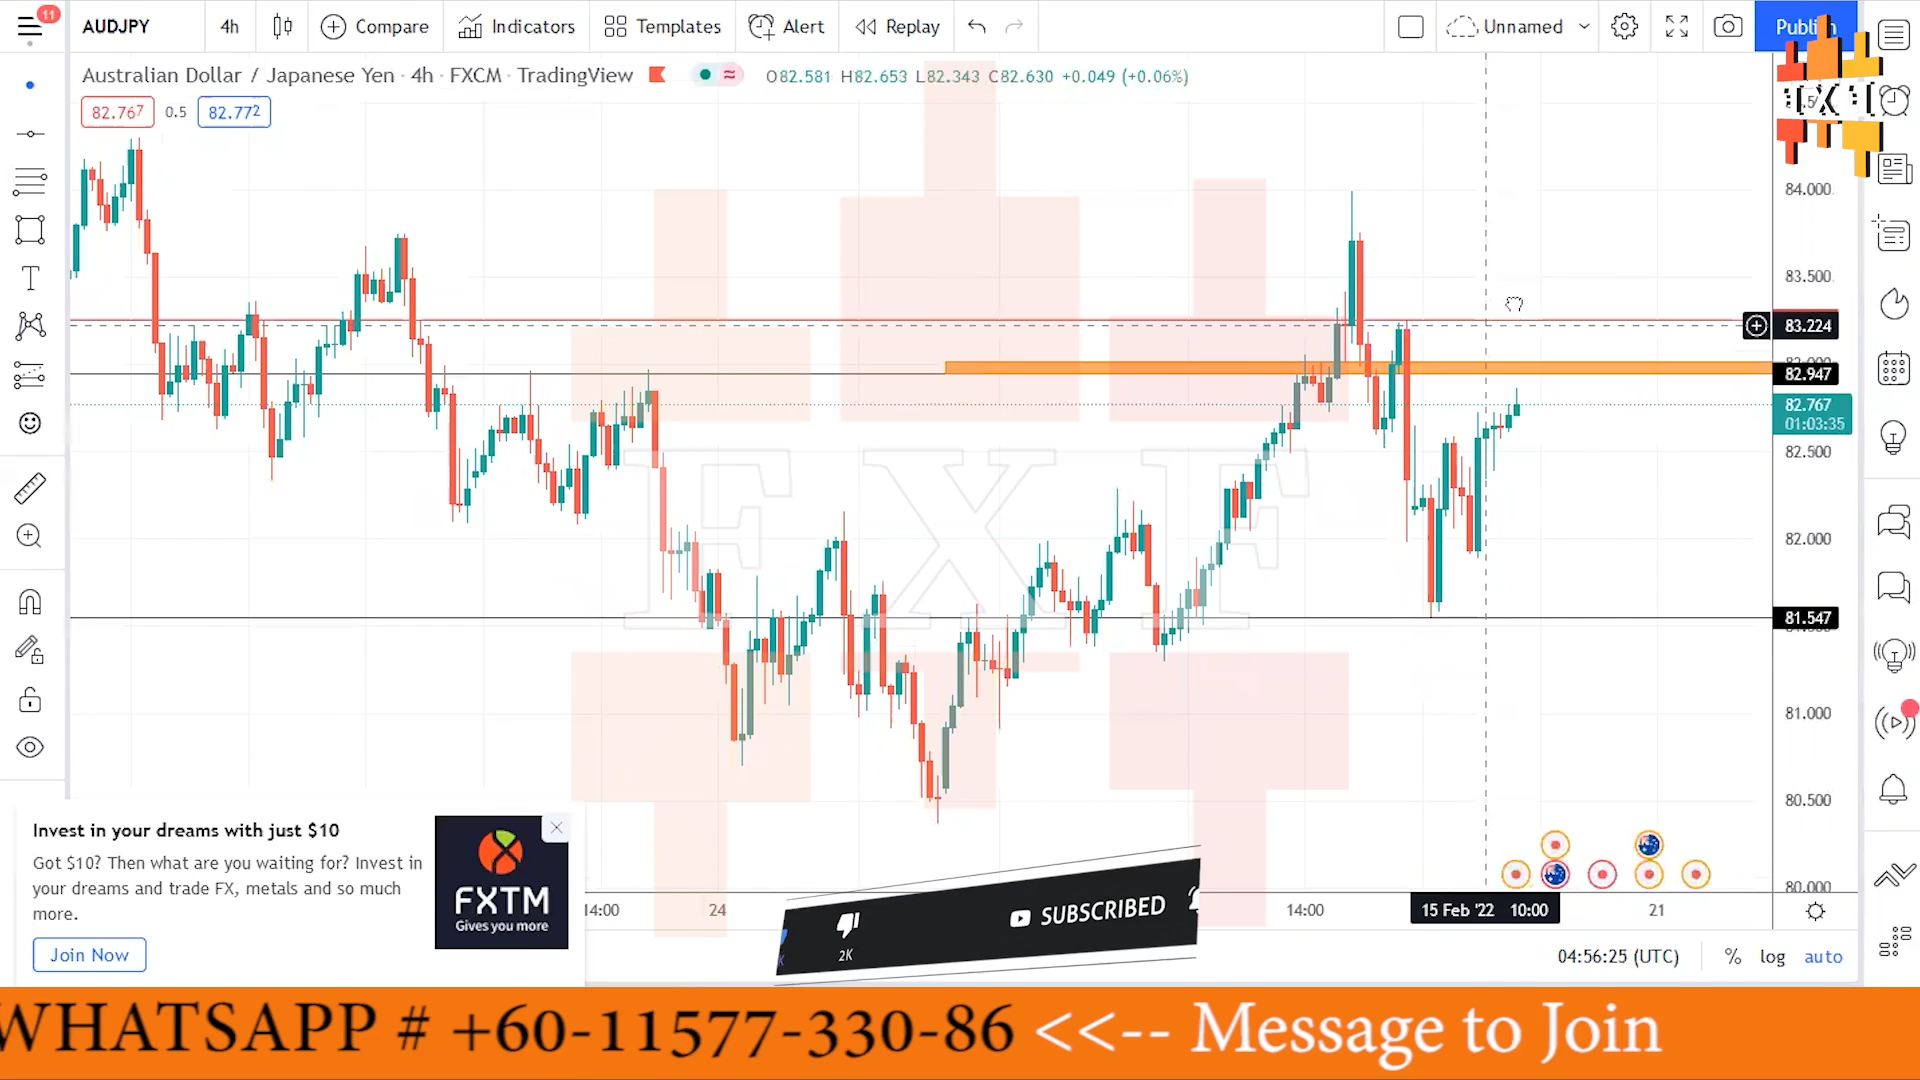 11
AUDJPY
4h
Compare
Indicators
Templates
Alert
Replay
Unnamed
Publish
Australian Dollar / Japanese Yen · 4h · FXCM · TradingView
O82.581 H82.653 L82.343 C82.630 +0.049 (+0.06%)
82.767
0.5
82.772
84.000
83.500
83.224
82.947
82.767
01:03:35
82.500
82.000
81.547
81.000
80.500
80.000
FXF
Invest in your dreams with just $10
Got $10? Then what are you waiting for? Invest in
your dreams and trade FX, metals and so much
more.
Join Now
FXTM
Gives you more
14:00
24
14:00
15 Feb '22 10:00
21
2K
SUBSCRIBED
04:56:25 (UTC)
%
log
auto
WHATSAPP # +60-11577-330-86 <<-- Message to Join